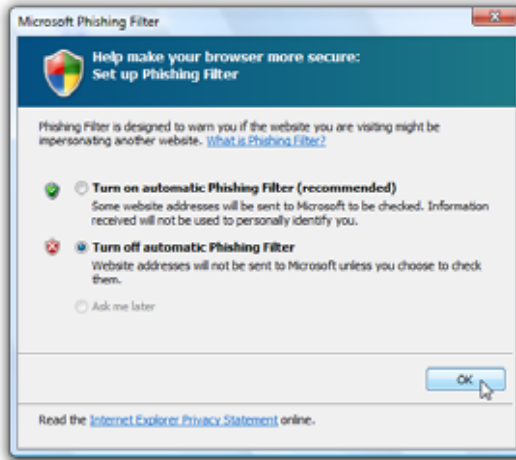 Microsoft Phishing Filter
Help make your browser more secure:
Set up Phishing Filter
Phishing Filter is designed to warn you if the website you are visiting might be
impersonating another website. What is Phishing Filter?
Turn on automatic Phishing Filter (recommended)
Some website addresses will be sent to Microsoft to be checked. Information
received will not be used to personally identify you.
Turn off automatic Phishing Filter
Website addresses will not be sent to Microsoft unless you choose to check
them.
Ask me later
OK
Read the Internet Explorer Privacy Statement online.